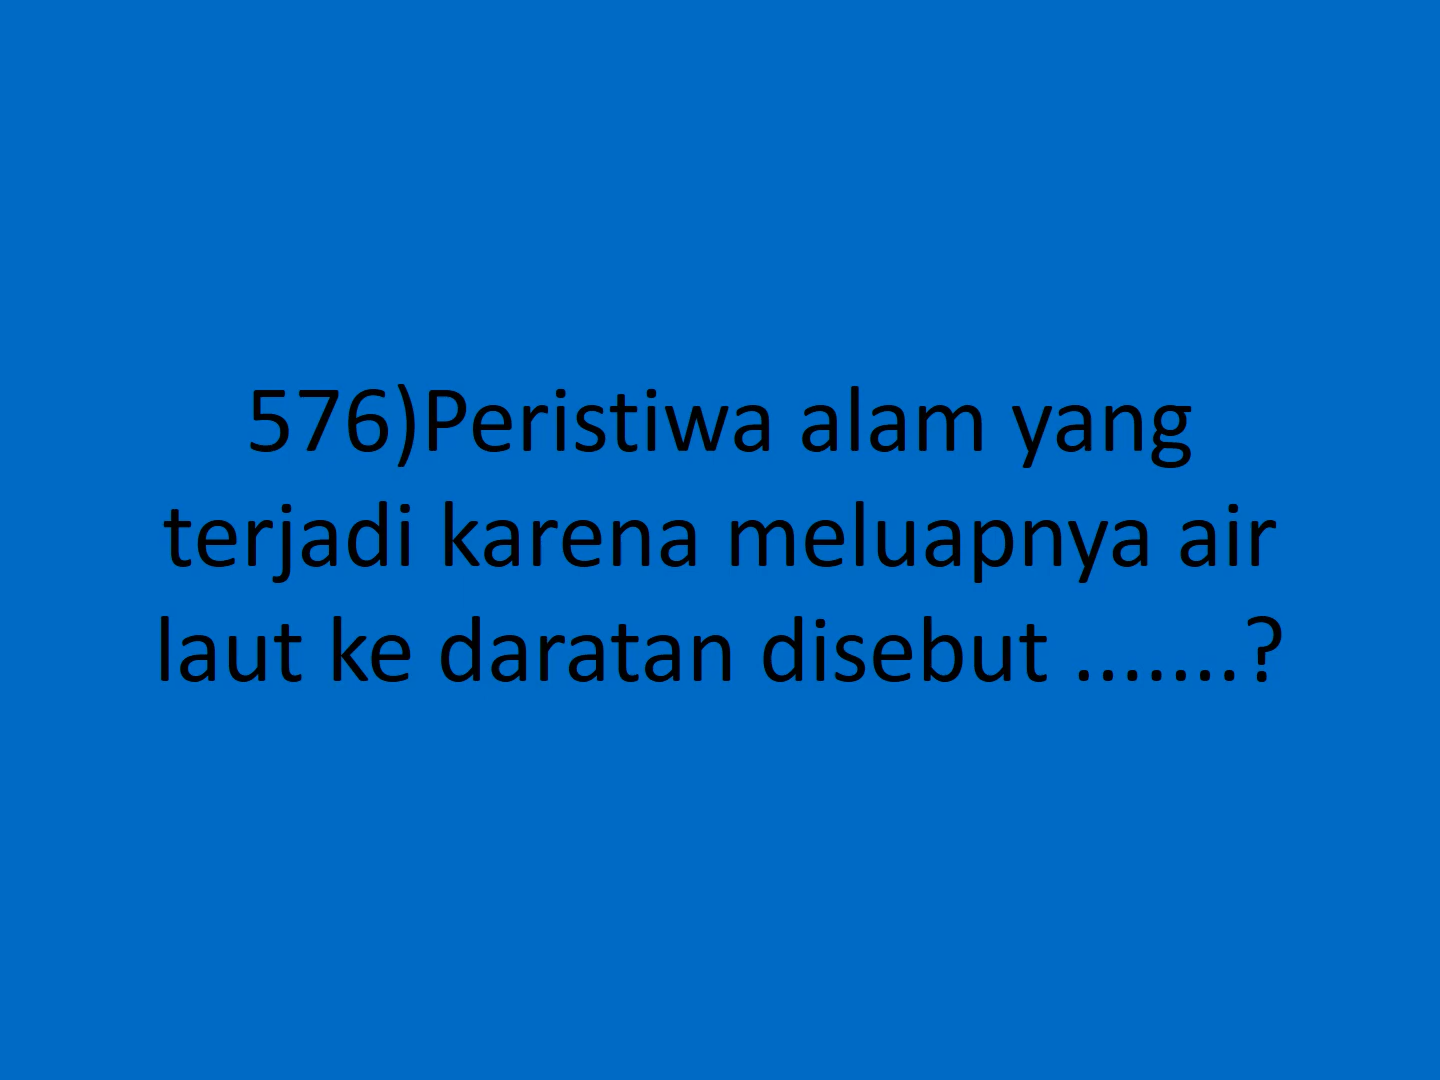 576)Peristiwa alam yang
terjadi karena meluapnya air
laut ke daratan disebut .......?